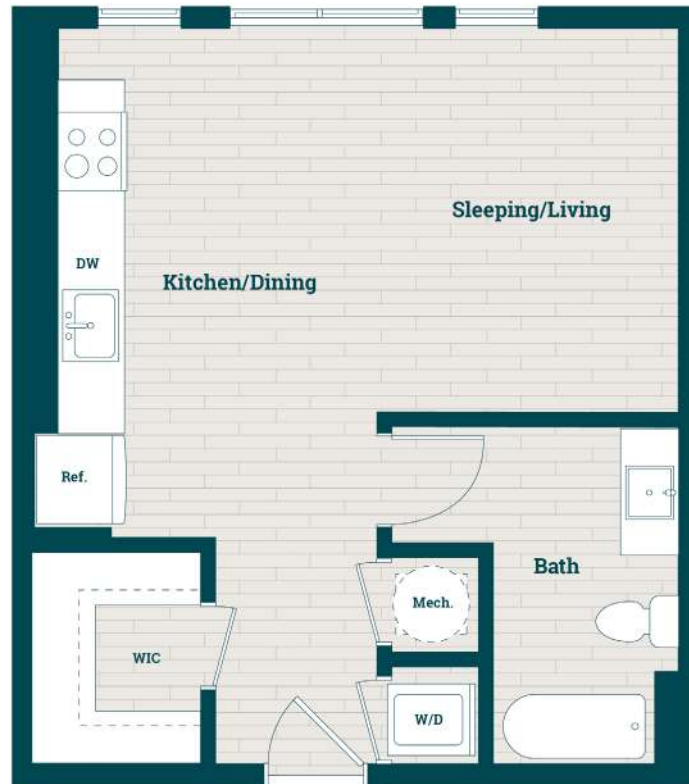 Sleeping/Living
DW
Kitchen/Dining
Ref.
Bath
Mech.
WIC
W/D